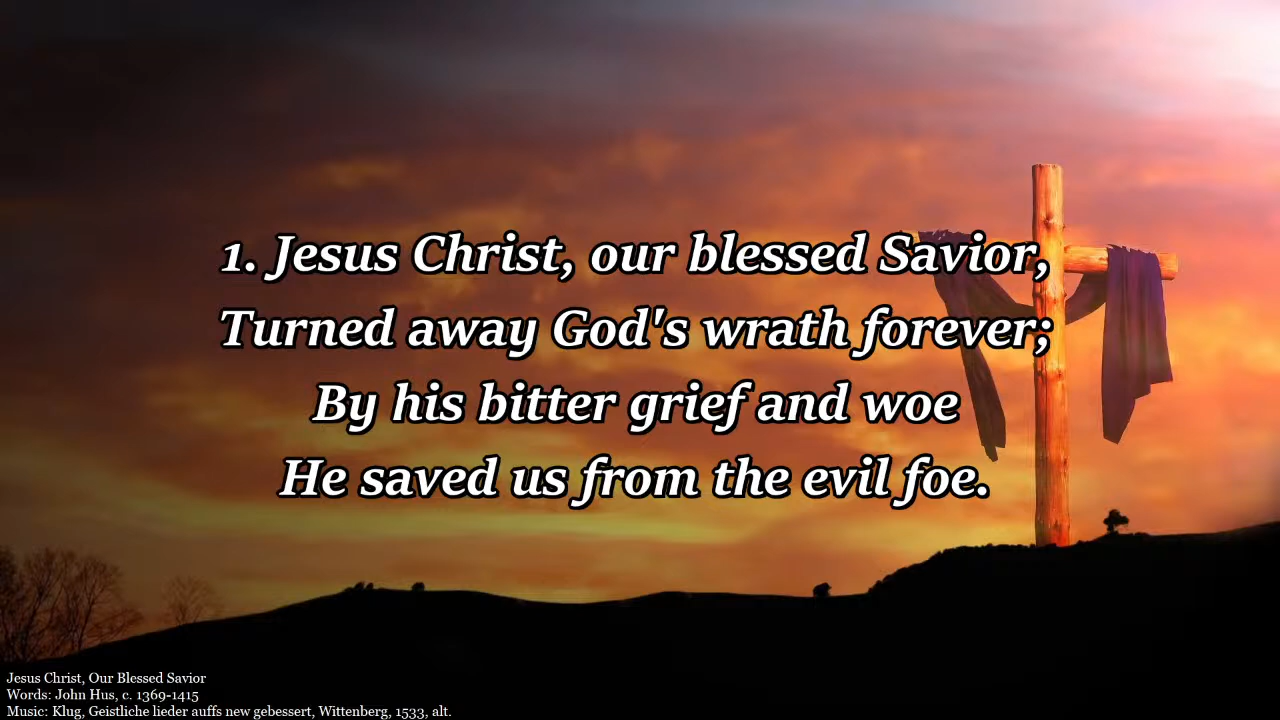 1. Jesus Christ, our blessed Savior,
Turned away God's wrath forever;
By his bitter grief and woe
He saved us from the evil foe.
Jesus Christ, Our Blessed Savior
Words: John Hus, c. 1369-1415
Music: Klug, Geistliche lieder auffs new gebessert, Wittenberg, 1533, alt.